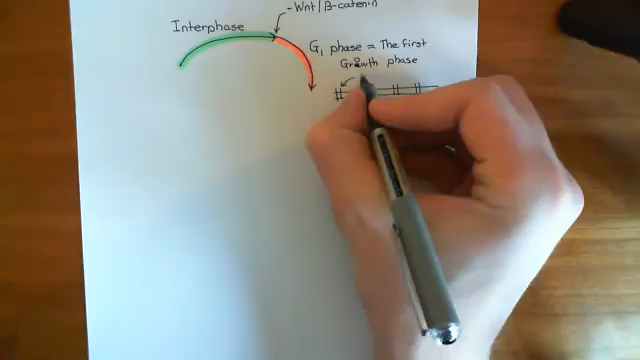 -Wnt/β-catenin
Interphase
G₁ phase = The first
Growth phase